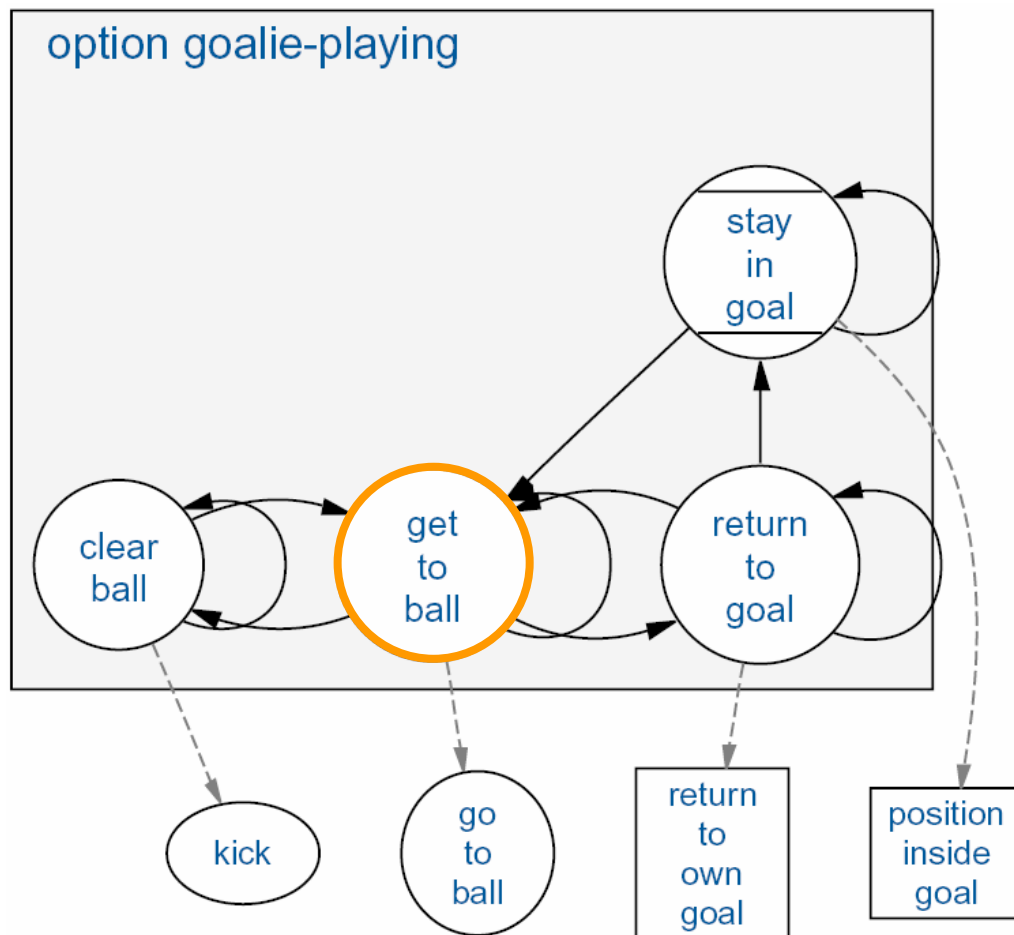 option goalie-playing
stay
in
goal
clear
ball
get
to
ball
return
to
goal
kick
go
to
ball
return
to
own
goal
position
inside
goal